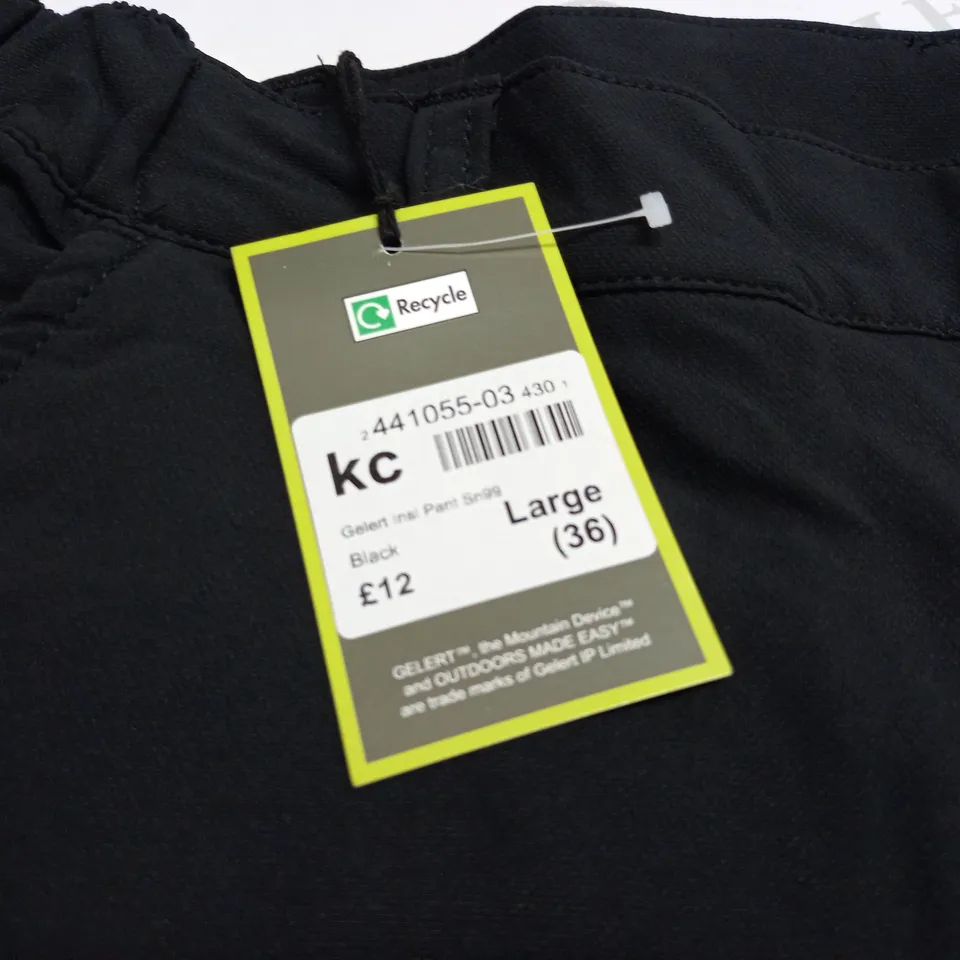 Recycle
2 441055-03 430 1
kc
Gelert Insl Pant Sn99
Black
£12
Large
(36)
GELERT™, the Mountain Device™
and OUTDOORS MADE EASY™
are trade marks of Gelert IP Limited